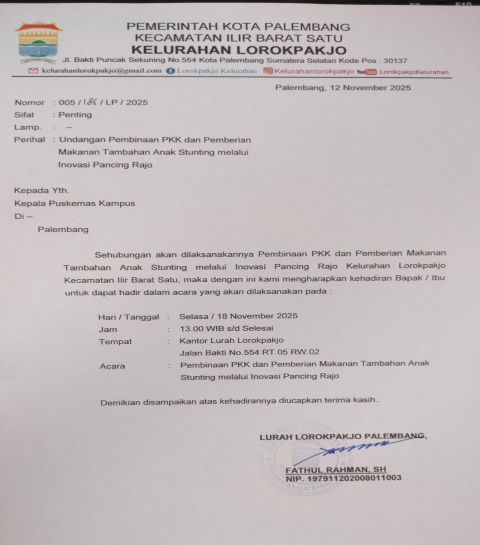 PEMERINTAH KOTA PALEMBANG
KECAMATAN ILIR BARAT SATU
KELURAHAN LOROKPAKJO
Jl. Bakti Puncak Sekuning No.554 Kota Palembang Sumatera Selatan Kode Pos : 30137
kelurahanlorokpakjo@gmail.com Lorokpakjo Kelurahan Kelurahanlorokpakjo LorokpakjoKelurahan
Palembang, 12 November 2025
Nomor : 005 / 186 / LP / 2025
Sifat : Penting
Lamp. : –
Perihal : Undangan Pembinaan PKK dan Pemberian
Makanan Tambahan Anak Stunting melalui
Inovasi Pancing Rajo
Kepada Yth.
Kepala Puskemas Kampus
Di –
Palembang
Sehubungan akan dilaksanakannya Pembinaan PKK dan Pemberian Makanan
Tambahan Anak Stunting melalui Inovasi Pancing Rajo Kelurahan Lorokpakjo
Kecamatan Ilir Barat Satu, maka dengan ini kami mengharapkan kehadiran Bapak / Ibu
untuk dapat hadir dalam acara yang akan dilaksanakan pada :
Hari / Tanggal : Selasa / 18 November 2025
Jam : 13.00 WIB s/d Selesai
Tempat : Kantor Lurah Lorokpakjo
Jalan Bakti No.554 RT.05 RW.02
Acara : Pembinaan PKK dan Pemberian Makanan Tambahan Anak
Stunting melalui Inovasi Pancing Rajo
Demikian disampaikan atas kehadirannya diucapkan terima kasih..
LURAH LOROKPAKJO PALEMBANG,
FATHUL RAHMAN, SH
NIP. 197911202008011003